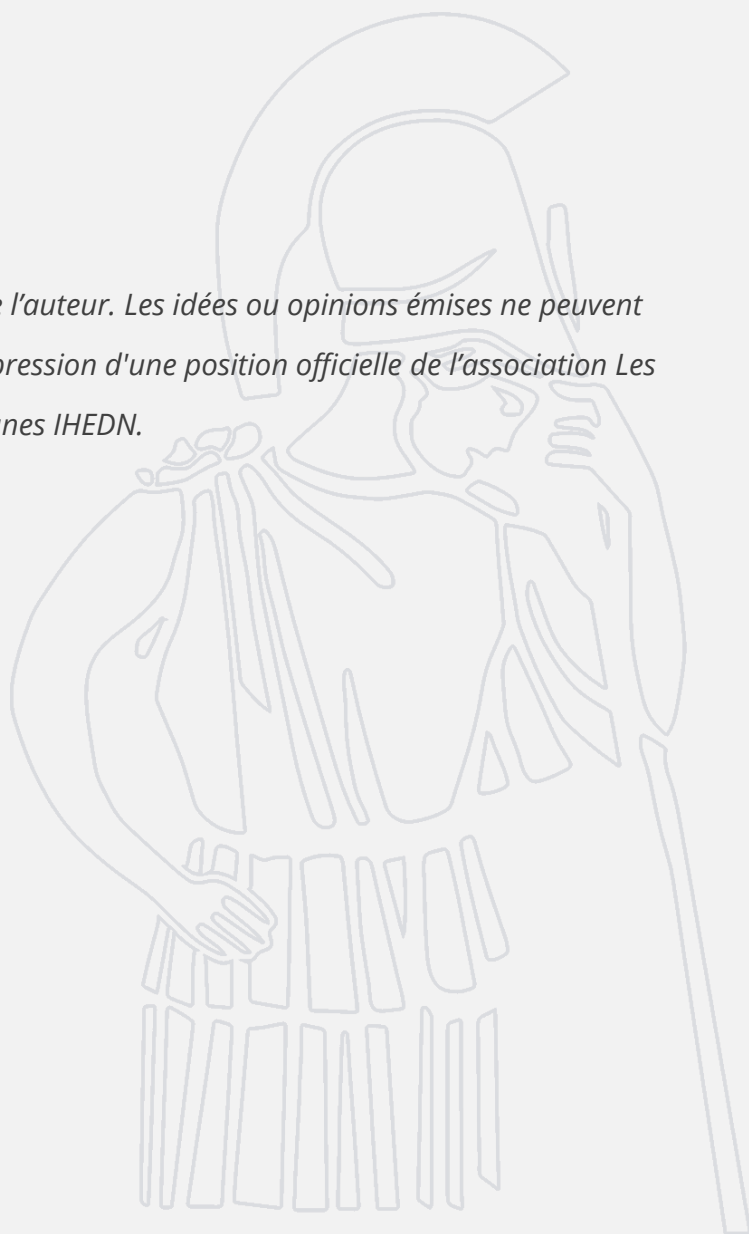 l’auteur. Les idées ou opinions émises ne peuvent
pression d'une position officielle de l’association Les
nes IHEDN.